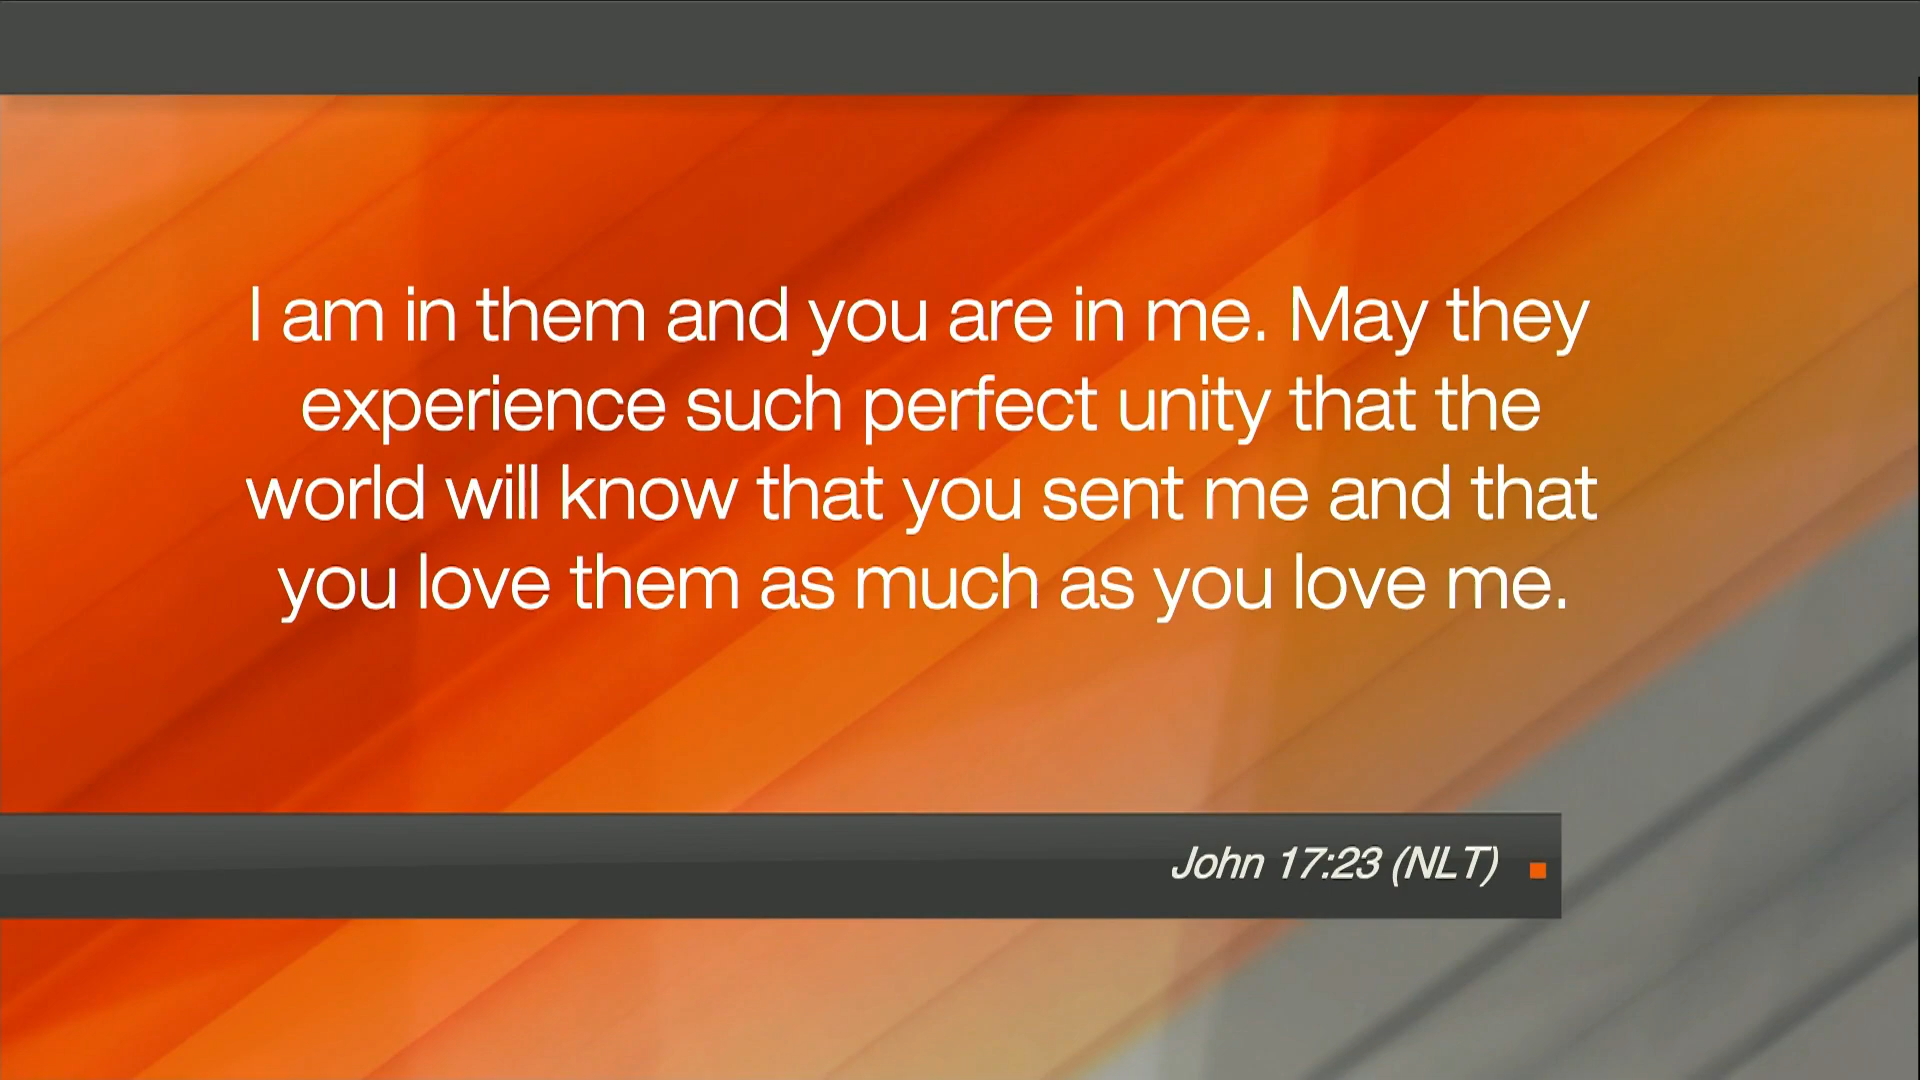 I am in them and you are in me. May they
experience such perfect unity that the
world will know that you sent me and that
you love them as much as you love me.
John 17:23 (NLT)